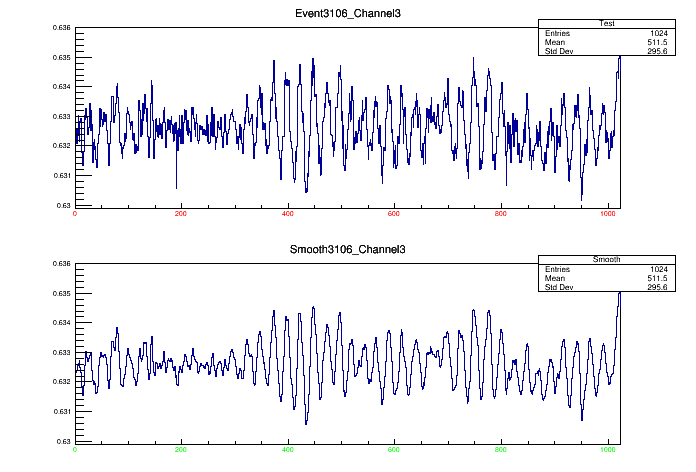 Event3106_Channel3
Test
Entries 1024
Mean 511.5
Std Dev 295.6
0.636
0.635
0.634
0.633
0.632
0.631
0.63
0 200 400 600 800 1000
Smooth3106_Channel3
Smooth
Entries 1024
Mean 511.5
Std Dev 295.6
0.636
0.635
0.634
0.633
0.632
0.631
0.63
0 200 400 600 800 1000